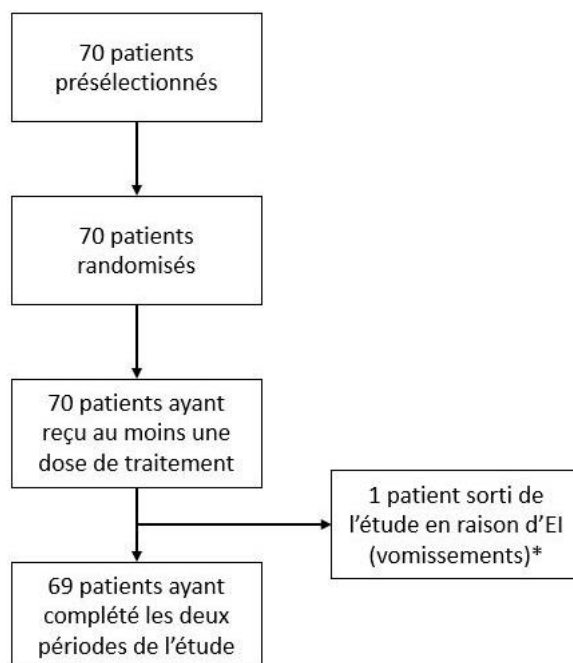 70 patients
présélectionnés
70 patients
randomisés
70 patients ayant
reçu au moins une
dose de traitement
1 patient sorti de
l'étude en raison d'EI
(vomissements)*
69 patients ayant
complété les deux
périodes de l'étude